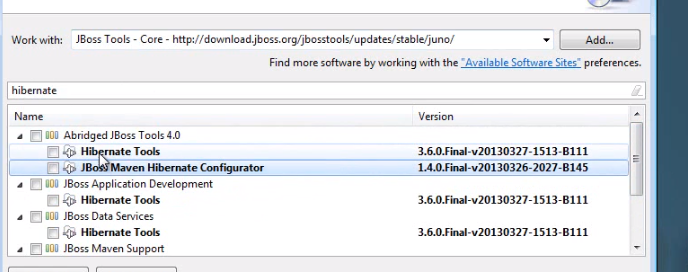 Work with: JBoss Tools - Core - http://download.jboss.org/jbosstools/updates/stable/juno/ Add...
Find more software by working with the "Available Software Sites" preferences.
hibernate
Name Version
Abridged JBoss Tools 4.0
Hibernate Tools 3.6.0.Final-v20130327-1513-B111
JBoss Maven Hibernate Configurator 1.4.0.Final-v20130326-2027-B145
JBoss Application Development
Hibernate Tools 3.6.0.Final-v20130327-1513-B111
JBoss Data Services
Hibernate Tools 3.6.0.Final-v20130327-1513-B111
JBoss Maven Support